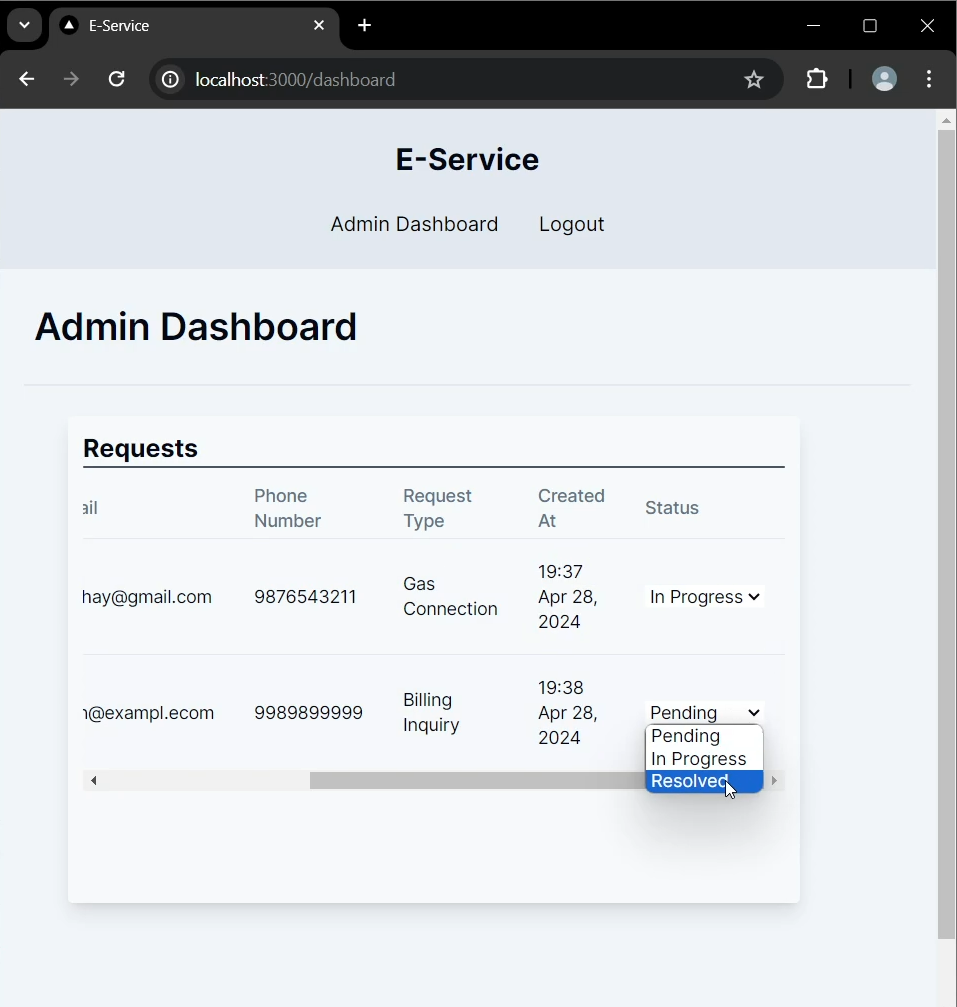 E-Service
localhost:3000/dashboard
E-Service
Admin Dashboard Logout
Admin Dashboard
Requests
ail Phone Number Request Type Created At Status
hay@gmail.com 9876543211 Gas Connection 19:37 Apr 28, 2024 In Progress
n@exampl.ecom 9989899999 Billing Inquiry 19:38 Apr 28, 2024 Pending
Pending
In Progress
Resolved